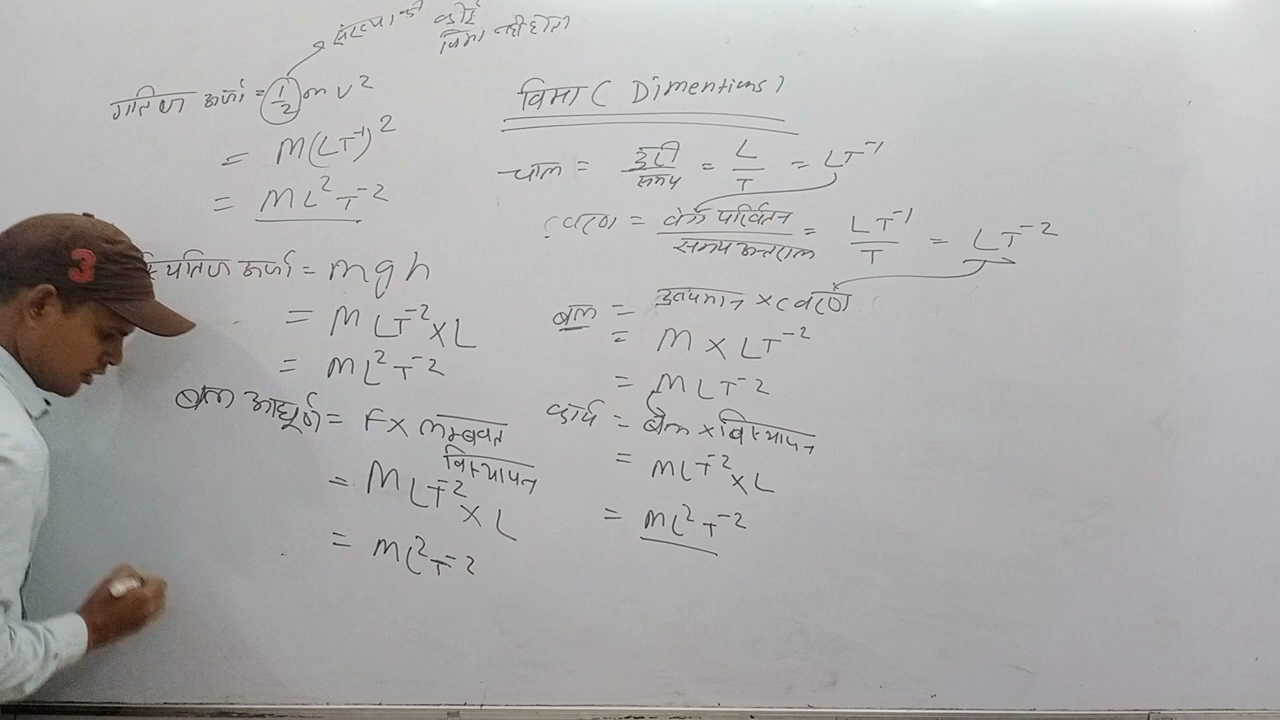 संख्या की कोई
विमा नहीं होती
गतिज ऊर्जा = 1/2 m v²
= M(LT⁻¹)²
= ML²T⁻²
स्थितिज ऊर्जा = mgh
= MLT⁻² × L
= ML²T⁻²
बल आघूर्ण = F × लम्बवत
विस्थापन
= MLT⁻² × L
= ML²T⁻²
विमा ( Dimentions )
चाल = दूरी/समय = L/T = LT⁻¹
त्वरण = वेग परिवर्तन/समय अन्तराल = LT⁻¹/T = LT⁻²
बल = द्रव्यमान × त्वरण
= M × LT⁻²
= MLT⁻²
कार्य = बल × विस्थापन
= MLT⁻² × L
= ML²T⁻²
3